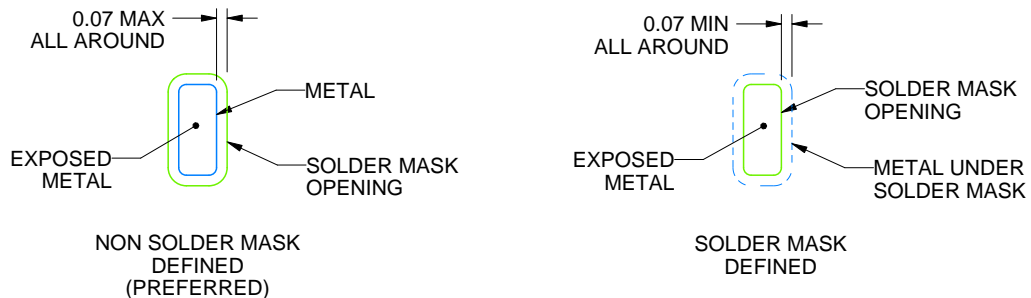 0.07 MAX
ALL AROUND
METAL
EXPOSED
METAL
SOLDER MASK
OPENING
NON SOLDER MASK
DEFINED
(PREFERRED)
0.07 MIN
ALL AROUND
SOLDER MASK
OPENING
EXPOSED
METAL
METAL UNDER
SOLDER MASK
SOLDER MASK
DEFINED